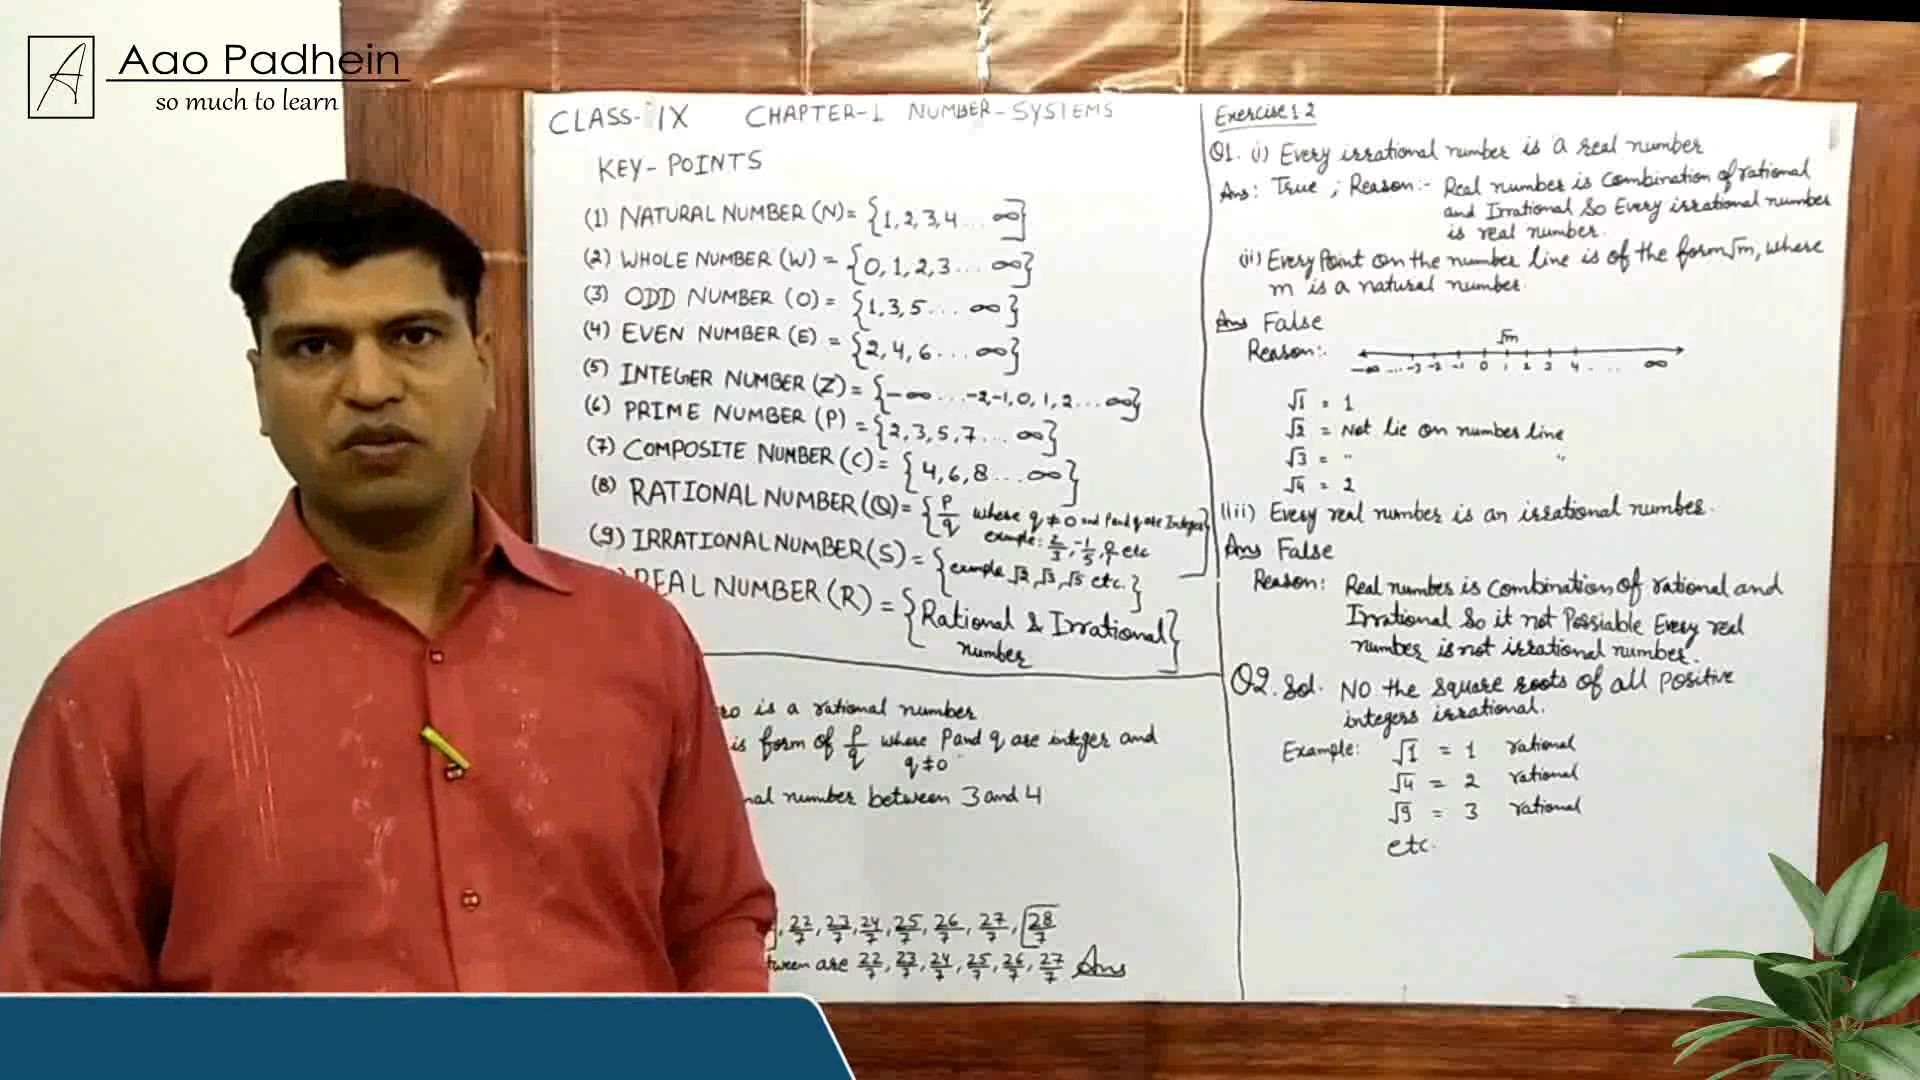 Aao Padhein
so much to learn
CLASS-IX CHAPTER-1 NUMBER-SYSTEMS
KEY-POINTS
(1) NATURAL NUMBER (N)= {1,2,3,4...∞}
(2) WHOLE NUMBER (W) = {0,1,2,3....∞}
(3) ODD NUMBER (O)= {1,3,5...∞}
(4) EVEN NUMBER (E) = {2,4,6...∞}
(5) INTEGER NUMBER (Z) = {-∞...-2,-1,0,1,2...∞}
(6) PRIME NUMBER (P) = {2,3,5,7...∞}
(7) COMPOSITE NUMBER (C)= {4,6,8...∞}
(8) RATIONAL NUMBER (Q)= {P/q where q≠0 and P and q are Integer}
example: 2/3, -1/5, etc
(9) IRRATIONAL NUMBER (S) = {example √2,√3,√5 etc.}
REAL NUMBER (R) = {Rational & Irrational
number}
is a rational number
is form of P/q where P and q are integer and
q≠0
number between 3 and 4
22/7, 23/7, 24/7, 25/7, 26/7, 27/7, 28/7
are 22/7, 23/7, 24/7, 25/7, 26/7, 27/7 Ans
Exercise 1.2
Q1. (i) Every irrational number is a real number
Ans: True ; Reason:- Real number is Combination of rational
and Irrational So Every irrational number
is real number.
(ii) Every Point on the number line is of the form √m, where
m is a natural number.
Ans False
Reason:.
√m
-∞ ... -3 -2 -1 0 1 2 3 4 .... ∞
√1 = 1
√2 = Not lie on number line
√3 = " "
√4 = 2
(iii) Every real number is an irrational number.
Ans False
Reason: Real number is combination of rational and
Irrational So it not Possiable Every real
number is not irrational number.
Q2. Sol. NO the square roots of all positive
integers irrational.
Example: √1 = 1 rational
√4 = 2 rational
√9 = 3 rational
etc.